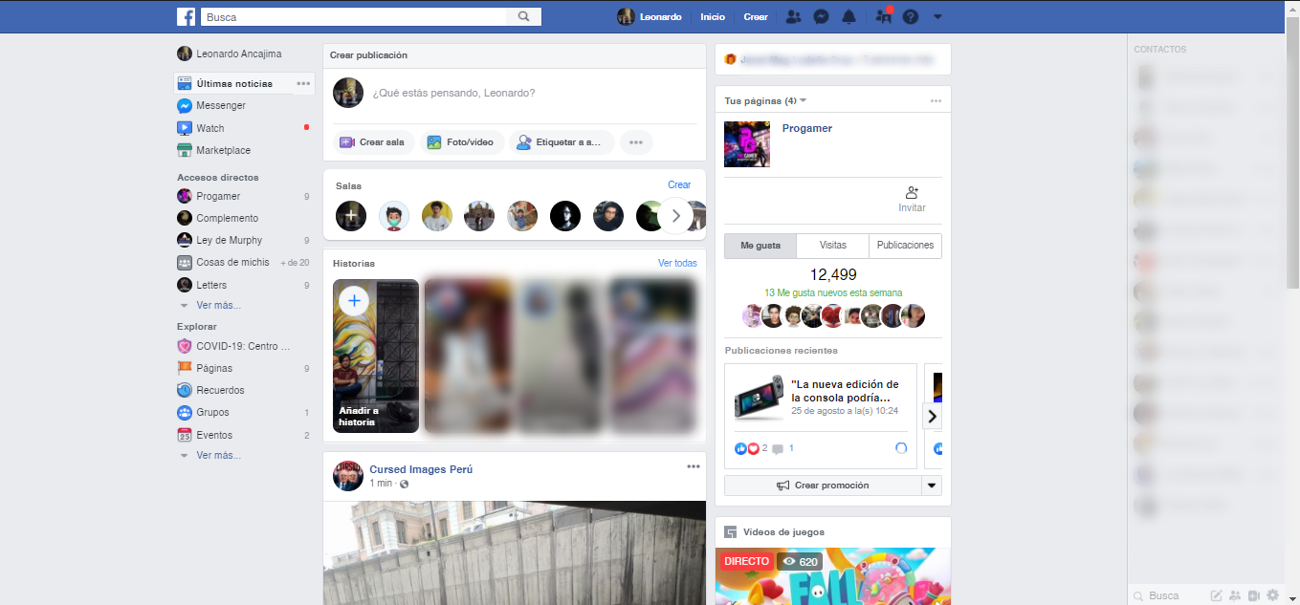 Busca
Leonardo
Inicio
Crear
Leonardo Ancajima
Últimas noticias
Messenger
Watch
Marketplace
Accesos directos
Progamer 9
Complemento
Ley de Murphy 9
Cosas de michis + de 20
Letters 9
Ver más...
Explorar
COVID-19: Centro ...
Páginas 9
Recuerdos
Grupos 1
Eventos 2
Ver más...
Crear publicación
¿Qué estás pensando, Leonardo?
Crear sala
Foto/vídeo
Etiquetar a a...
Salas
Crear
Historias
Ver todas
Añadir a
historia
Cursed Images Perú
1 min ·
Tus páginas (4)
Progamer
Invitar
Me gusta
Visitas
Publicaciones
12,499
13 Me gusta nuevos esta semana
Publicaciones recientes
"La nueva edición de
la consola podría...
25 de agosto a la(s) 10:24
2
1
Crear promoción
Videos de juegos
DIRECTO
620
FALL
CONTACTOS
Busca